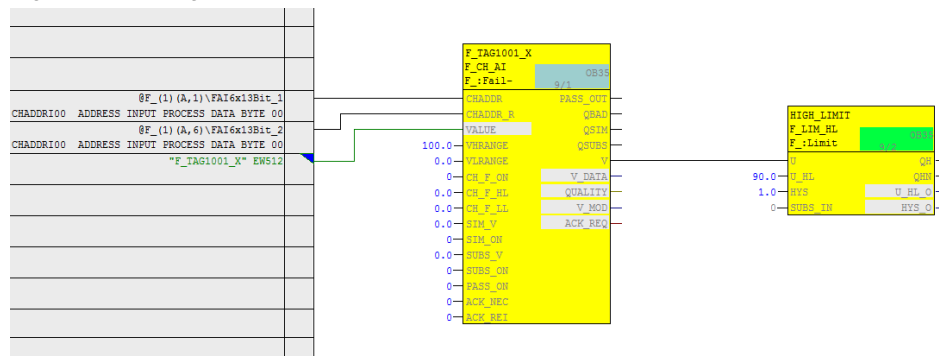 @F_(1)(A,1)\FAI6x13Bit_1
CHADDRI00 ADDRESS INPUT PROCESS DATA BYTE 00
@F_(1)(A,6)\FAI6x13Bit_2
CHADDRI00 ADDRESS INPUT PROCESS DATA BYTE 00
"F_TAG1001_X" EW512
F_TAG1001_X
F_CH_AI
F_:Fail-
OB35
9/1
CHADDR PASS_OUT
CHADDR_R QBAD
VALUE QSIM
100.0 VHRANGE QSUBS
0.0 VLRANGE V
0 CH_F_ON V_DATA
0.0 CH_F_HL QUALITY
0.0 CH_F_LL V_MOD
0.0 SIM_V ACK_REQ
0 SIM_ON
0.0 SUBS_V
0 SUBS_ON
0 PASS_ON
0 ACK_NEC
0 ACK_REI
HIGH_LIMIT
F_LIM_HL
F_:Limit
OB35
9/2
U QH
90.0 U_HL QHN
1.0 HYS U_HL_O
0 SUBS_IN HYS_O